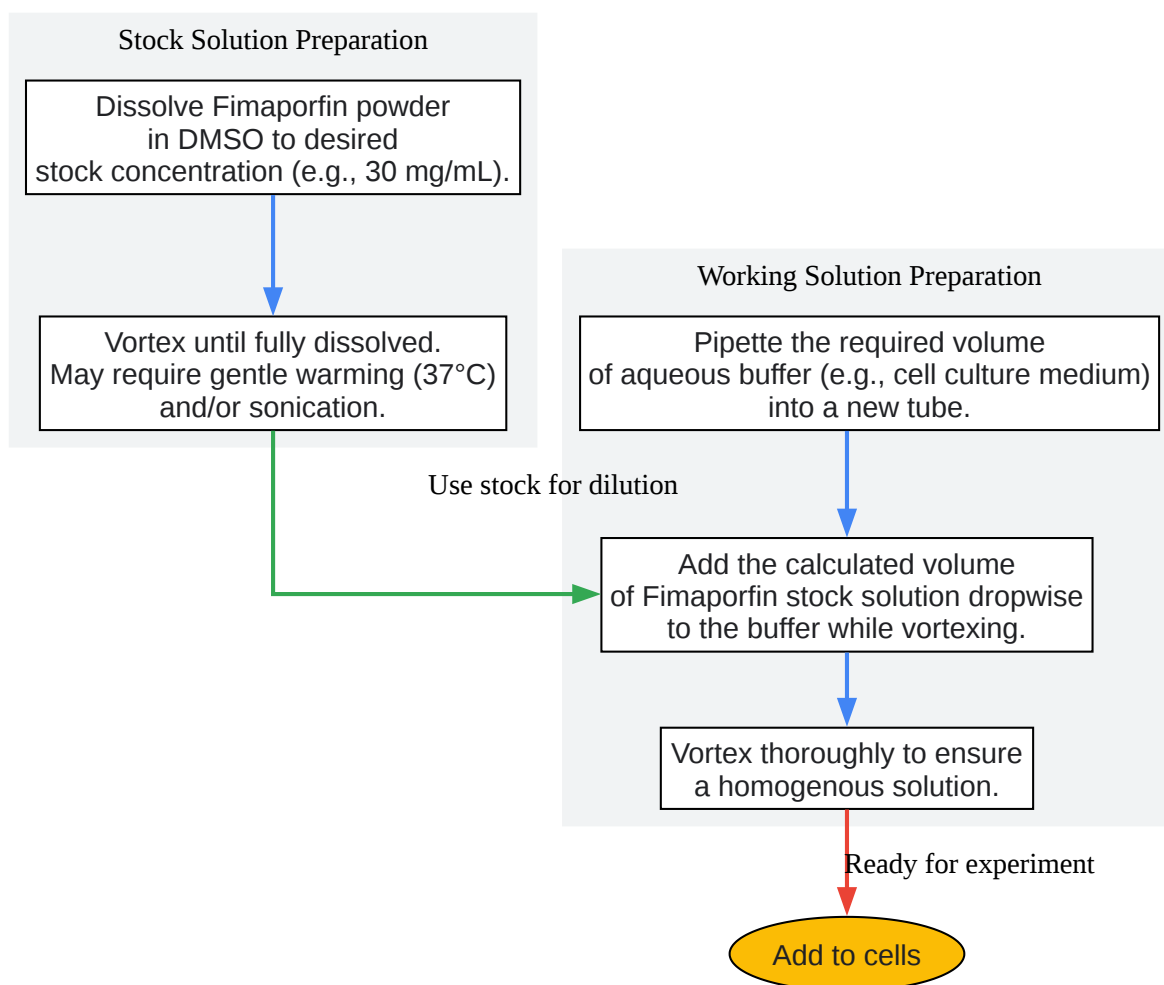 Stock Solution Preparation
Dissolve Fimaporfin powder
in DMSO to desired
stock concentration (e.g., 30 mg/mL).
Vortex until fully dissolved.
May require gentle warming (37°C)
and/or sonication.
Use stock for dilution
Working Solution Preparation
Pipette the required volume
of aqueous buffer (e.g., cell culture medium)
into a new tube.
Add the calculated volume
of Fimaporfin stock solution dropwise
to the buffer while vortexing.
Vortex thoroughly to ensure
a homogenous solution.
Ready for experiment
Add to cells